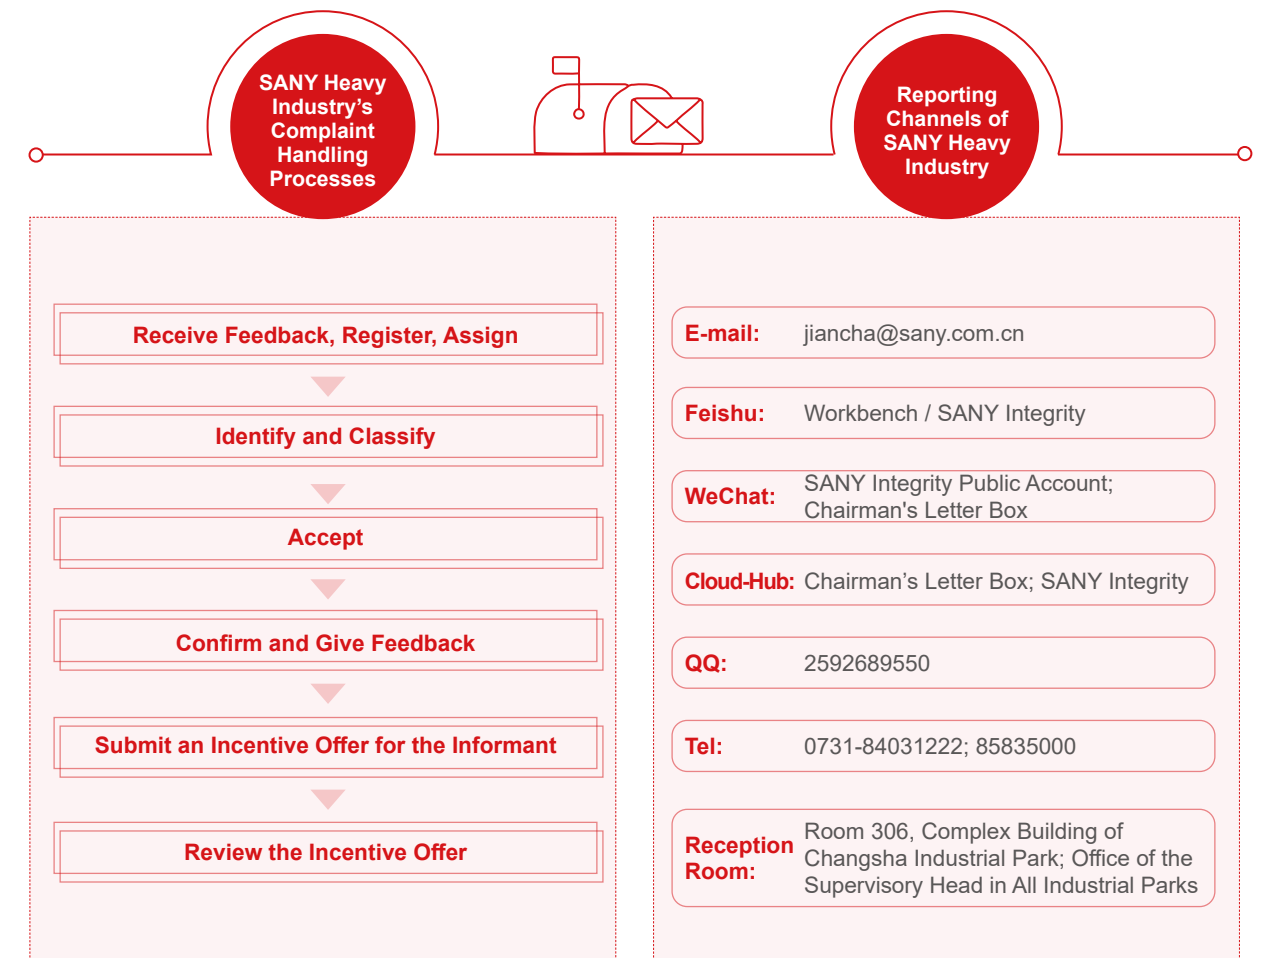 SANY Heavy
Industry’s
Complaint
Handling
Processes
Receive Feedback, Register, Assign
Identify and Classify
Accept
Confirm and Give Feedback
Submit an Incentive Offer for the Informant
Review the Incentive Offer
Reporting
Channels of
SANY Heavy
Industry
E-mail: jiancha@sany.com.cn
Feishu: Workbench / SANY Integrity
WeChat: SANY Integrity Public Account;
Chairman's Letter Box
Cloud-Hub: Chairman’s Letter Box; SANY Integrity
QQ: 2592689550
Tel: 0731-84031222; 85835000
Reception
Room:
Room 306, Complex Building of
Changsha Industrial Park; Office of the
Supervisory Head in All Industrial Parks